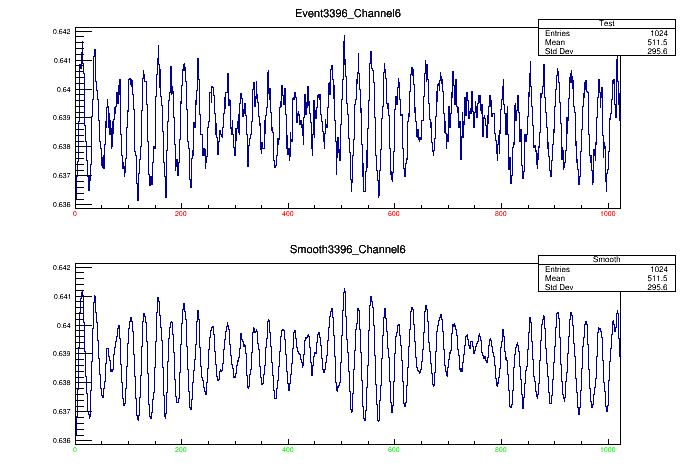 Event3396_Channel6
Test
Entries 1024
Mean 511.5
Std Dev 295.6
0.642
0.641
0.64
0.639
0.638
0.637
0.636
0 200 400 600 800 1000
Smooth3396_Channel6
Smooth
Entries 1024
Mean 511.5
Std Dev 295.6
0.642
0.641
0.64
0.639
0.638
0.637
0.636
0 200 400 600 800 1000